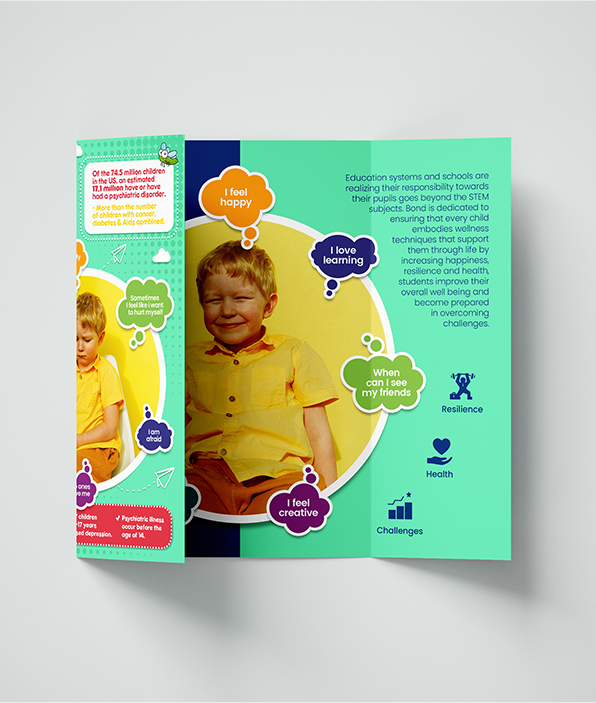 Of the 74.5 million children
in the US, an estimated
17.1 million have or have
had a psychiatric disorder.
- More than the number
of children with cancer,
diabetes & Aids combined.
Sometimes
I feel like i want
to hurt myself
I am
afraid
ones
me
children
-17 years
depression.
✓ Psychiatric illness
occur before the
age of 14.
I feel
happy
I love
learning
When
can I see
my friends
I feel
creative
Education systems and schools are
realizing their responsibility towards
their pupils goes beyond the STEM
subjects. Bond is dedicated to
ensuring that every child
embodies wellness
techniques that support
them through life by
increasing happiness,
resilience and health,
students improve their
overall well being and
become prepared
in overcoming
challenges.
Resilience
Health
Challenges